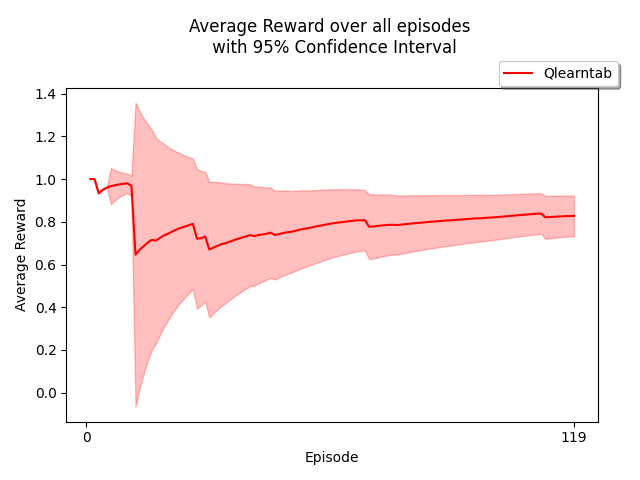 Average Reward over all episodes
with 95% Confidence Interval
Qlearntab
1.4
1.2
1.0
0.8
0.6
0.4
0.2
0.0
Average Reward
0
119
Episode